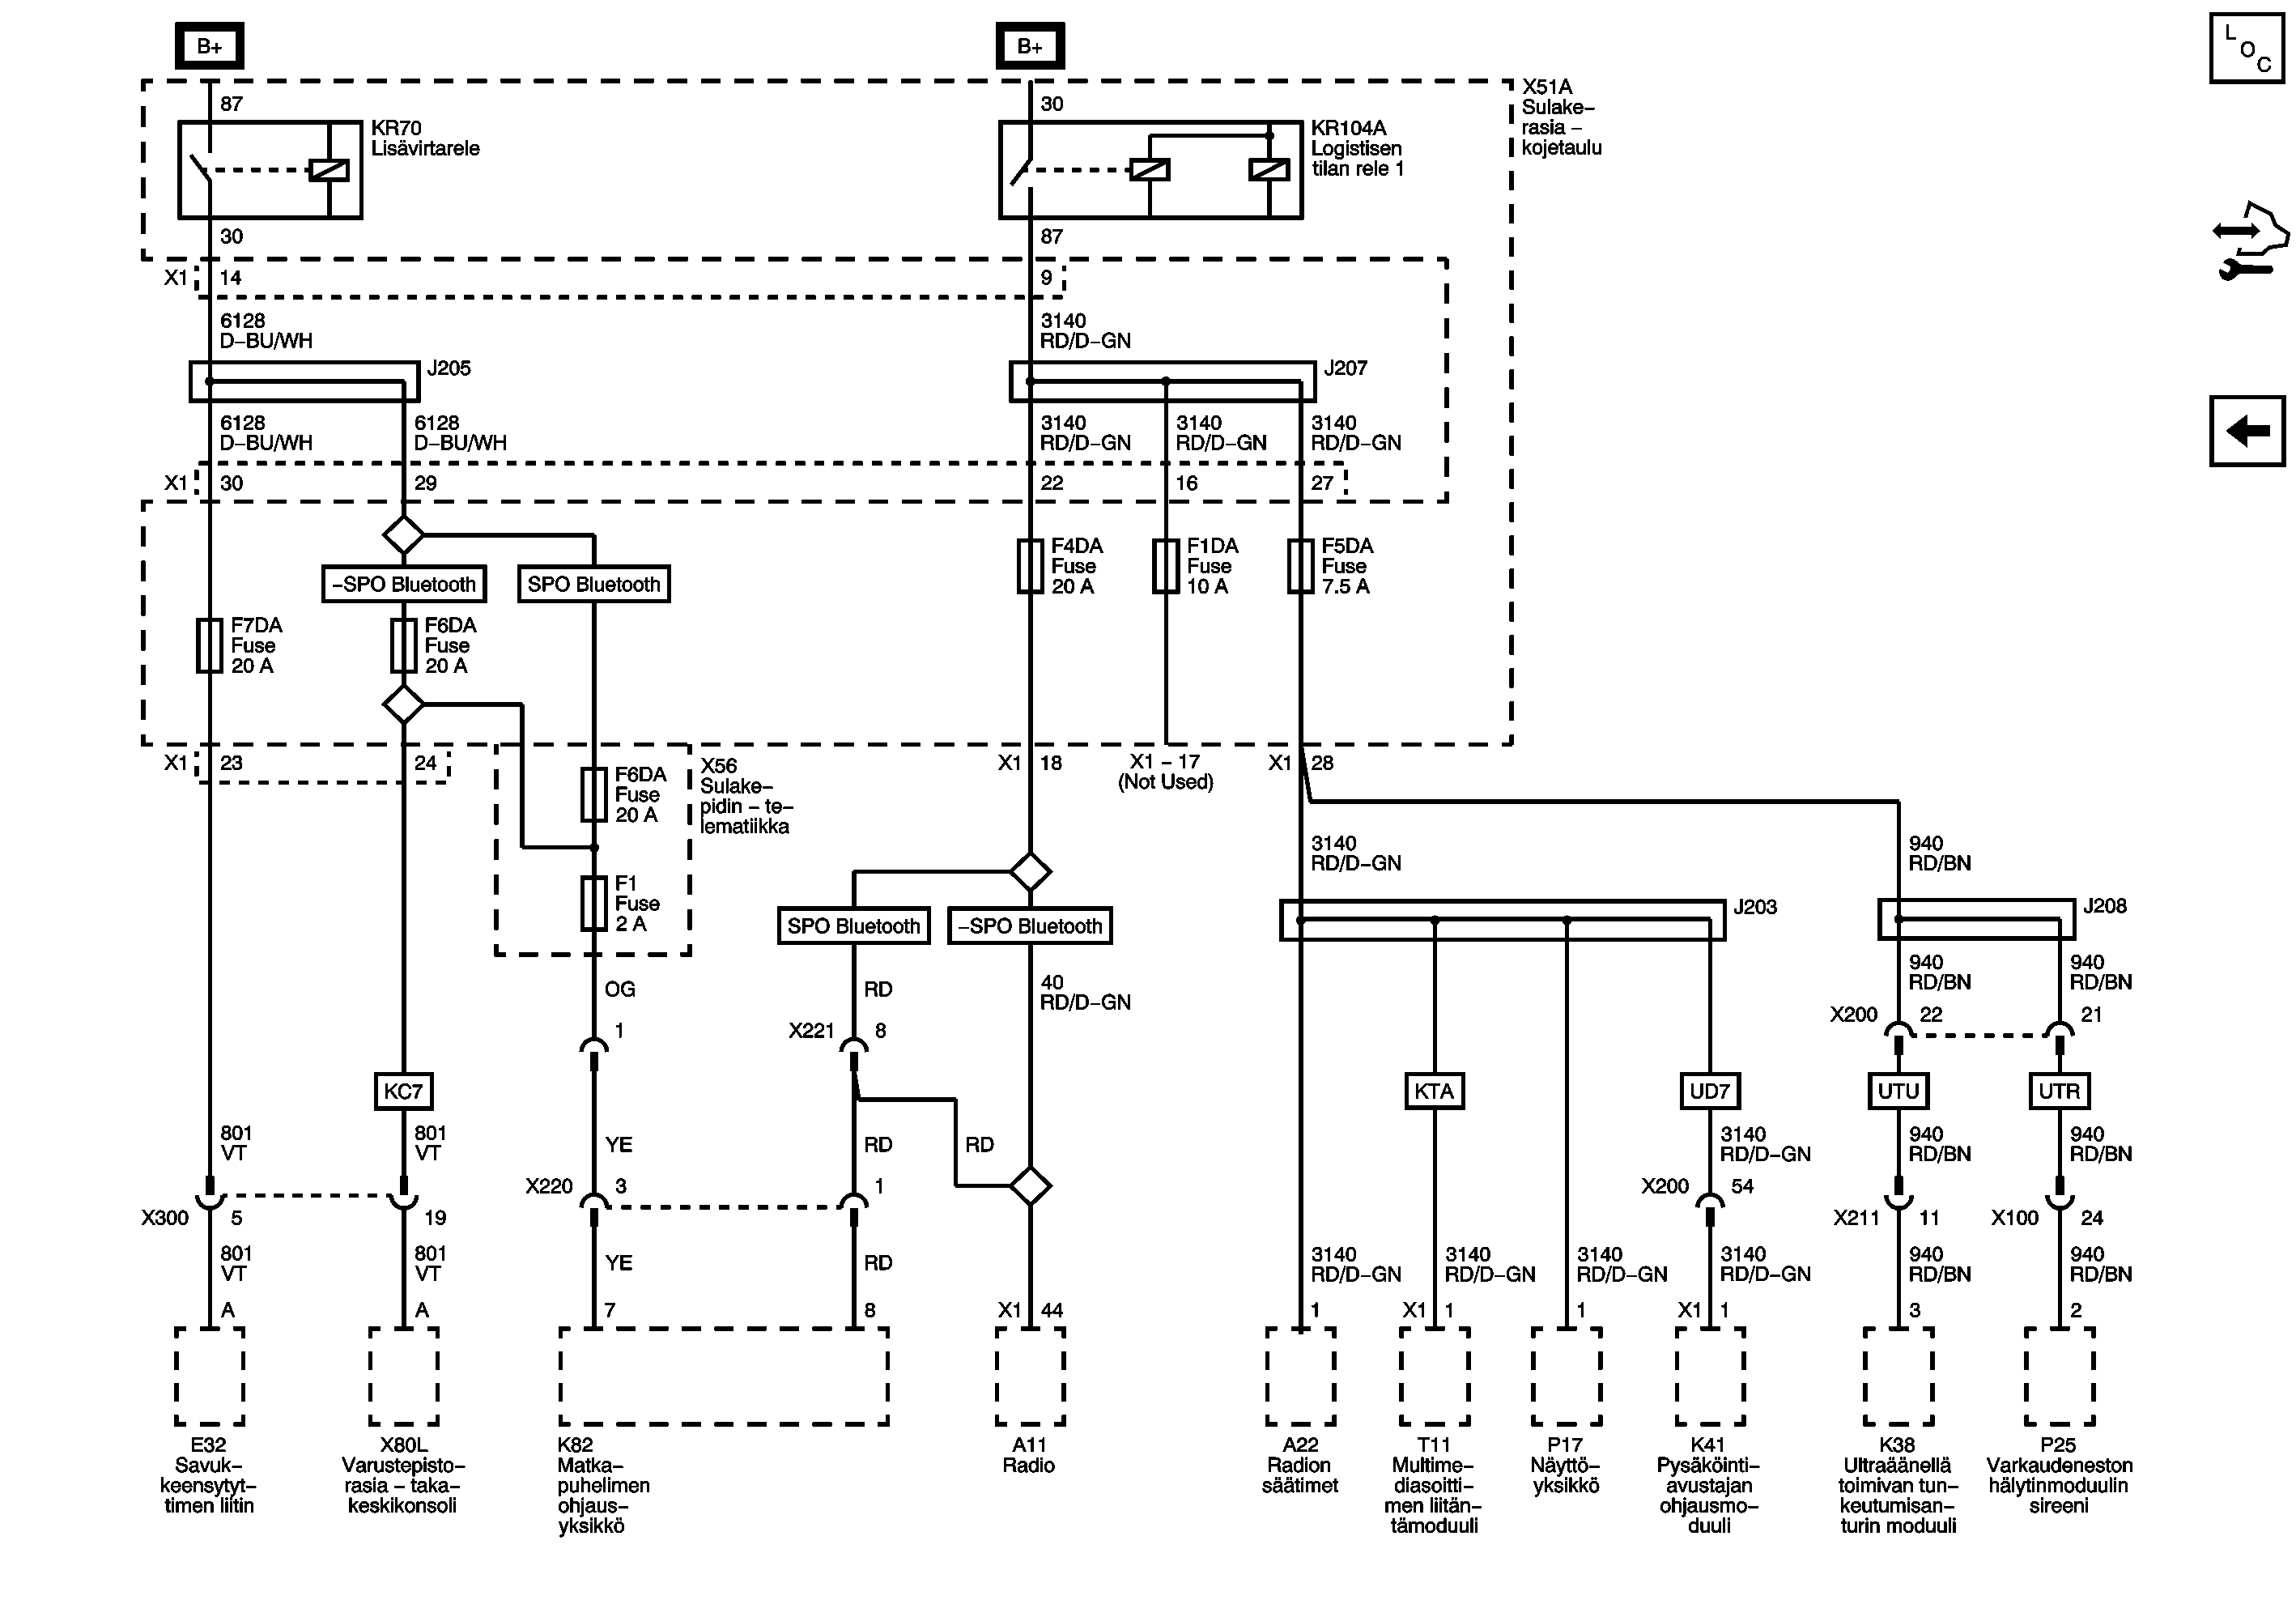 B+
B+
L
O
C
87
KR70
Lisävirtarele
30
KR104A
Logistisen
tilan rele 1
X51A
Sulake–
rasia –
kojetaulu
30
87
X1
14
9
6128
D–BU/WH
3140
RD/D–GN
J205
J207
6128
D–BU/WH
6128
D–BU/WH
3140
RD/D–GN
3140
RD/D–GN
3140
RD/D–GN
X1
30
29
22
16
27
–SPO Bluetooth
SPO Bluetooth
F4DA
Fuse
20 A
F1DA
Fuse
10 A
F5DA
Fuse
7.5 A
F7DA
Fuse
20 A
F6DA
Fuse
20 A
X1
23
24
X56
Sulake–
pidin – te–
lematiikka
F6DA
Fuse
20 A
F1
Fuse
2 A
X1
18
X1 – 17
(Not Used)
X1
28
3140
RD/D–GN
940
RD/BN
SPO Bluetooth
–SPO Bluetooth
J203
J208
OG
RD
40
RD/D–GN
940
RD/BN
940
RD/BN
1
X221
8
X200
22
21
KC7
KTA
UD7
UTU
UTR
801
VT
801
VT
YE
RD
RD
3140
RD/D–GN
940
RD/BN
940
RD/BN
X220
3
1
X200
54
X300
5
19
X211
11
X100
24
801
VT
801
VT
YE
RD
3140
RD/D–GN
3140
RD/D–GN
3140
RD/D–GN
3140
RD/D–GN
940
RD/BN
940
RD/BN
A
A
7
8
X1
44
1
X1
1
1
X1
1
3
2
E32
Savuk–
keensytyt–
timen liitin
X80L
Varustepisto–
rasia – taka–
keskikonsoli
K82
Matka–
puhelimen
ohjaus–
yksikkö
A11
Radio
A22
Radion
säätimet
T11
Multime–
diasoitti–
men liitän–
tämoduuli
P17
Näyttö–
yksikkö
K41
Pysäköinti–
avustajan
ohjausmo–
duuli
K38
Ultraäänellä
toimivan tun–
keutumisan–
turin moduuli
P25
Varkaudeneston
hälytinmoduulin
sireeni